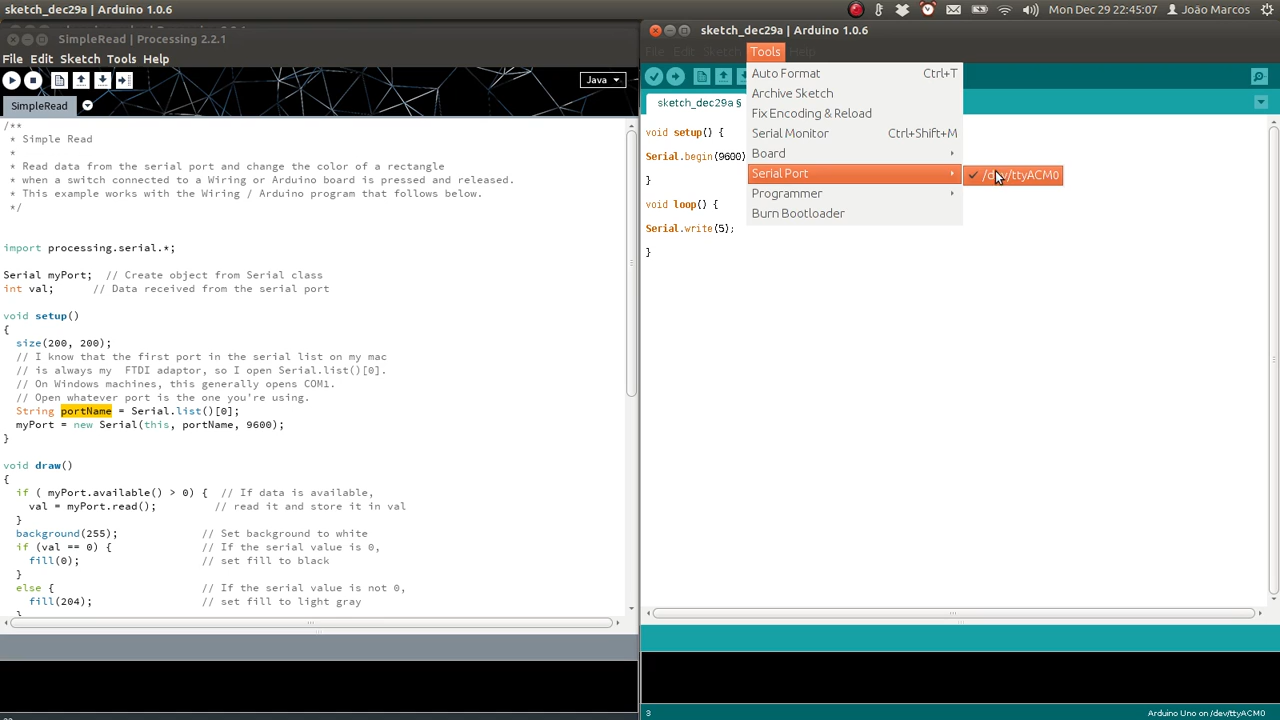 sketch_dec29a | Arduino 1.0.6
Mon Dec 29 22:45:07
João Marcos
SimpleRead | Processing 2.2.1
File Edit Sketch Tools Help
Java
SimpleRead
/**
* Simple Read
*
* Read data from the serial port and change the color of a rectangle
* when a switch connected to a Wiring or Arduino board is pressed and released.
* This example works with the Wiring / Arduino program that follows below.
*/
import processing.serial.*;
Serial myPort;  // Create object from Serial class
int val;      // Data received from the serial port
void setup()
{
size(200, 200);
// I know that the first port in the serial list on my mac
// is always my  FTDI adaptor, so I open Serial.list()[0].
// On Windows machines, this generally opens COM1.
// Open whatever port is the one you're using.
String portName = Serial.list()[0];
myPort = new Serial(this, portName, 9600);
}
void draw()
{
if ( myPort.available() > 0) {  // If data is available,
val = myPort.read();         // read it and store it in val
}
background(255);             // Set background to white
if (val == 0) {              // If the serial value is 0,
fill(0);                   // set fill to black
}
else {                       // If the serial value is not 0,
fill(204);                 // set fill to light gray
}
sketch_dec29a | Arduino 1.0.6
File Edit Sketch Tools Help
sketch_dec29a §
void setup() {
Serial.begin(9600)
}
void loop() {
Serial.write(5);
}
Auto Format Ctrl+T
Archive Sketch
Fix Encoding & Reload
Serial Monitor Ctrl+Shift+M
Board
Serial Port
Programmer
Burn Bootloader
✓ /dev/ttyACM0
3
Arduino Uno on /dev/ttyACM0